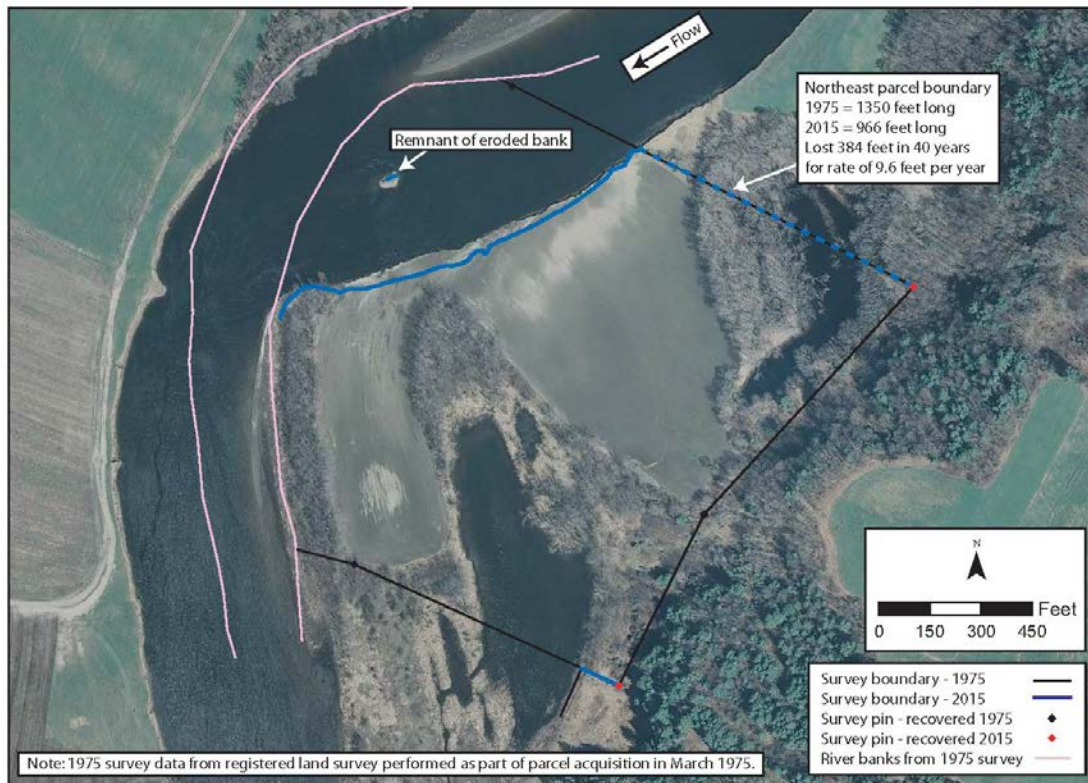 Flow
Northeast parcel boundary
1975 = 1350 feet long
2015 = 966 feet long
Lost 384 feet in 40 years
for rate of 9.6 feet per year
Remnant of eroded bank
N
Feet
0 150 300 450
Survey boundary - 1975
Survey boundary - 2015
Survey pin - recovered 1975
Survey pin - recovered 2015
River banks from 1975 survey
Note: 1975 survey data from registered land survey performed as part of parcel acquisition in March 1975.